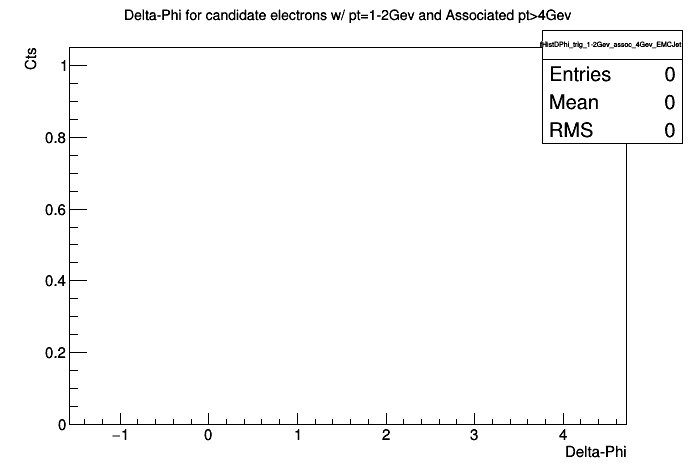 Delta-Phi for candidate electrons w/ pt=1-2Gev and Associated pt>4Gev
fHistDPhi_trig_1-2Gev_assoc_4Gev_EMCJet
Entries 0
Mean 0
RMS 0
Cts
1
0.8
0.6
0.4
0.2
0
−1 0 1 2 3 4
Delta-Phi